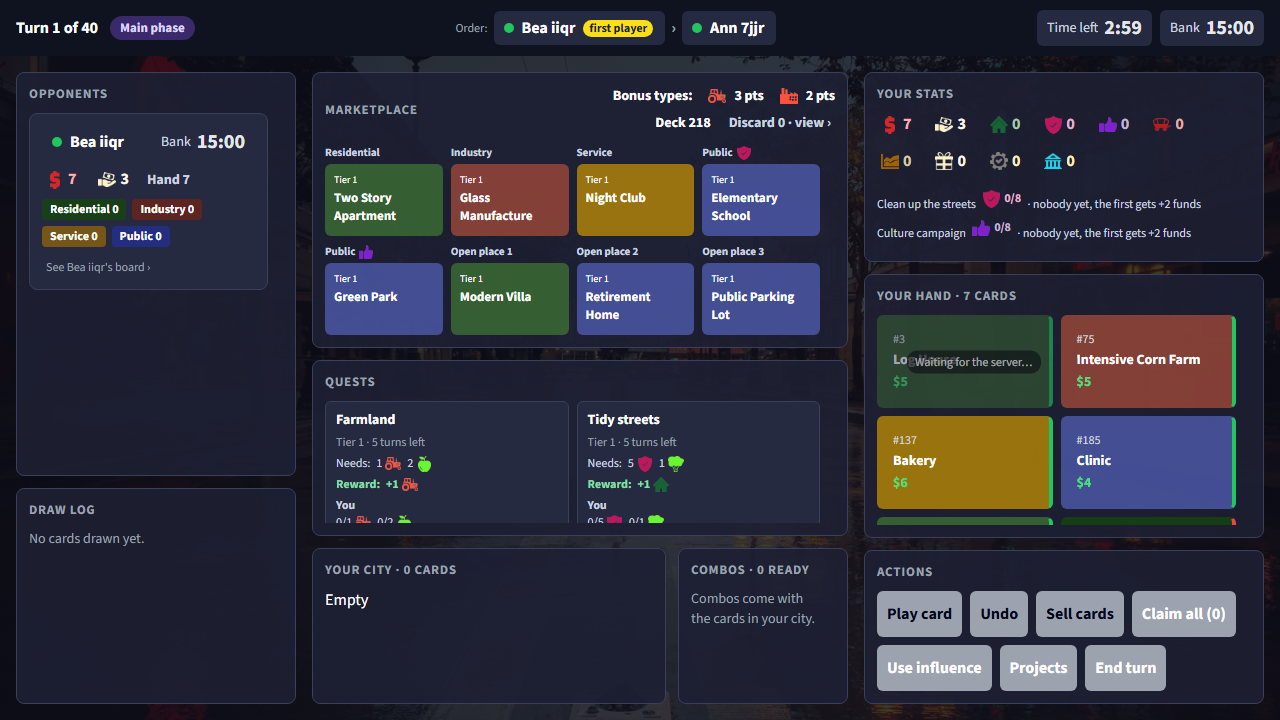 Turn 1 of 40 Main phase Order: Bea iiqr first player › Ann 7jjr Time left 2:59 Bank 15:00
OPPONENTS
Bea iiqr Bank 15:00
7 3 Hand 7
Residential 0 Industry 0
Service 0 Public 0
See Bea iiqr's board ›
DRAW LOG
No cards drawn yet.
MARKETPLACE
Bonus types: 3 pts 2 pts
Deck 218 Discard 0 · view ›
Residential Industry Service Public
Tier 1 Tier 1 Tier 1 Tier 1
Two Story Glass Night Club Elementary
Apartment Manufacture School
Public Open place 1 Open place 2 Open place 3
Tier 1 Tier 1 Tier 1 Tier 1
Green Park Modern Villa Retirement Public Parking
Home Lot
QUESTS
Farmland
Tier 1 · 5 turns left
Needs: 1 2
Reward: +1
You
0/1 0/2
Tidy streets
Tier 1 · 5 turns left
Needs: 5 1
Reward: +1
You
0/5 0/1
YOUR CITY · 0 CARDS
Empty
COMBOS · 0 READY
Combos come with
the cards in your city.
YOUR STATS
7 3 0 0 0 0
0 0 0 0
Clean up the streets 0/8 · nobody yet, the first gets +2 funds
Culture campaign 0/8 · nobody yet, the first gets +2 funds
YOUR HAND · 7 CARDS
#3
$5
Waiting for the server…
#75
Intensive Corn Farm
$5
#137
Bakery
$6
#185
Clinic
$4
ACTIONS
Play card Undo Sell cards Claim all (0)
Use influence Projects End turn